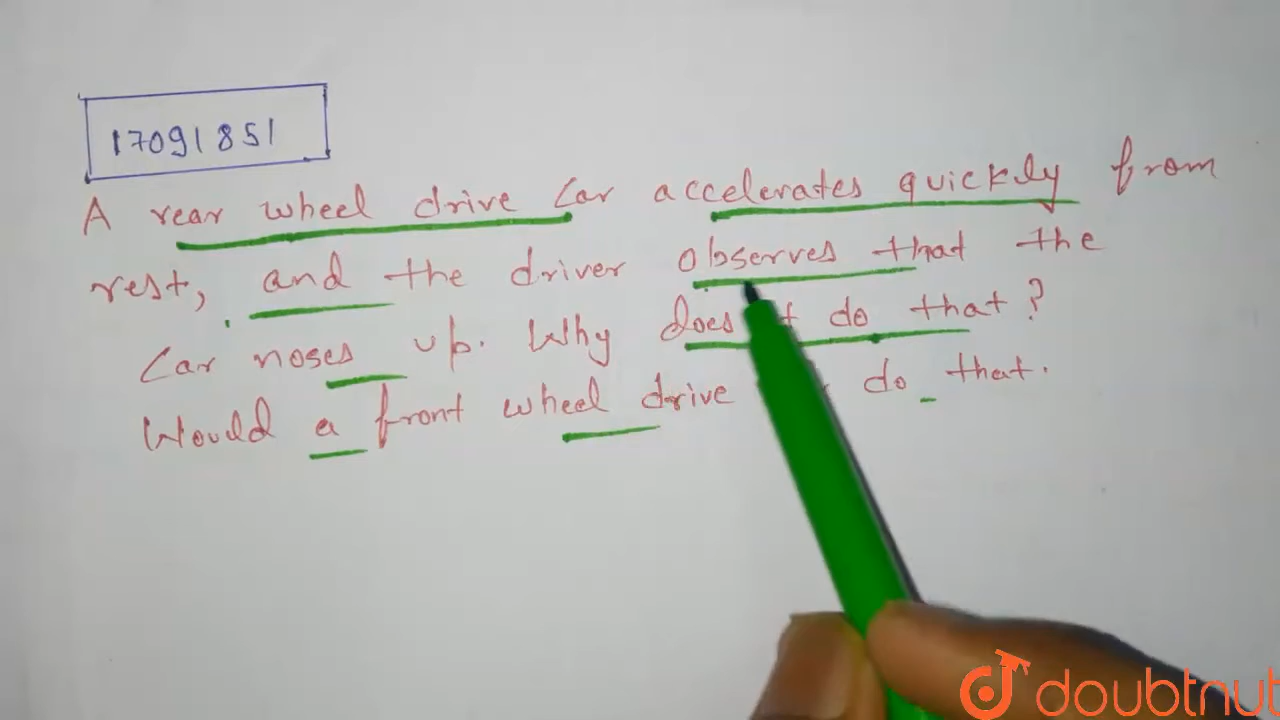 17091851
A rear wheel drive Car accelerates quickly from
rest, and the driver observes that the
Car noses up. Why does it do that?
Would a front wheel drive do that.
doubtnut